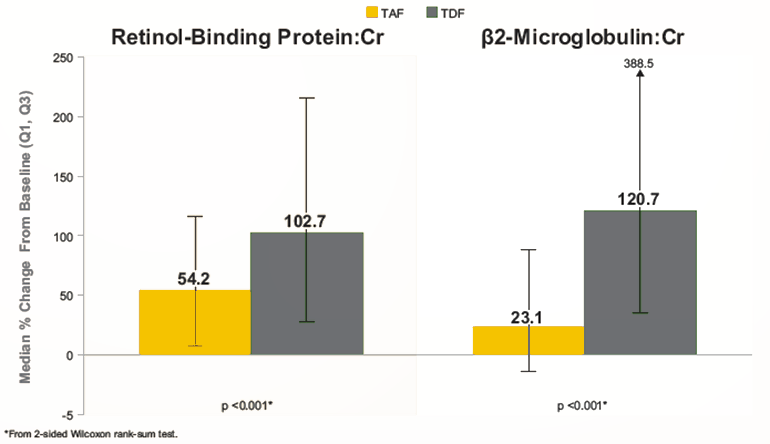 TAF TDF
Retinol-Binding Protein:Cr
β2-Microglobulin:Cr
Median % Change From Baseline (Q1, Q3)
250
200
150
100
50
0
-5
54.2
102.7
p <0.001*
388.5
23.1
120.7
p <0.001*
*From 2-sided Wilcoxon rank-sum test.